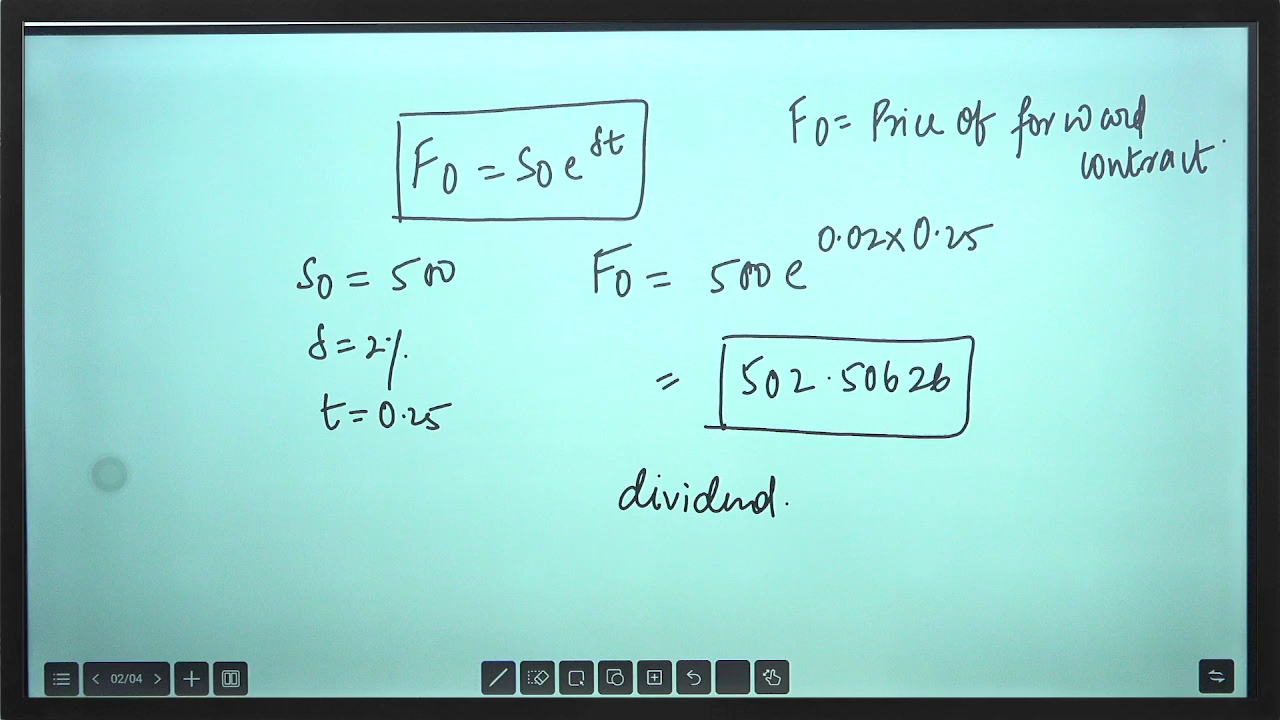 F0 = S0 e^δt
F0 = Price of forward
contract.
S0 = 500
F0 = 500 e^0.02×0.25
δ = 2%
= 502.50626
t = 0.25
dividend.
02/04